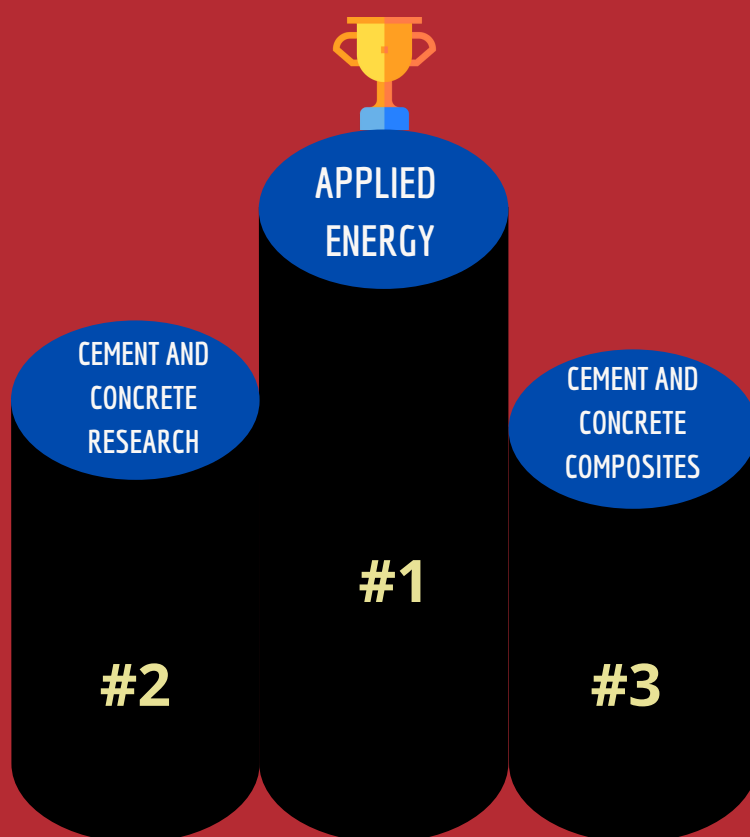 APPLIED
ENERGY
CEMENT AND
CONCRETE
RESEARCH
CEMENT AND
CONCRETE
COMPOSITES
#1
#2
#3